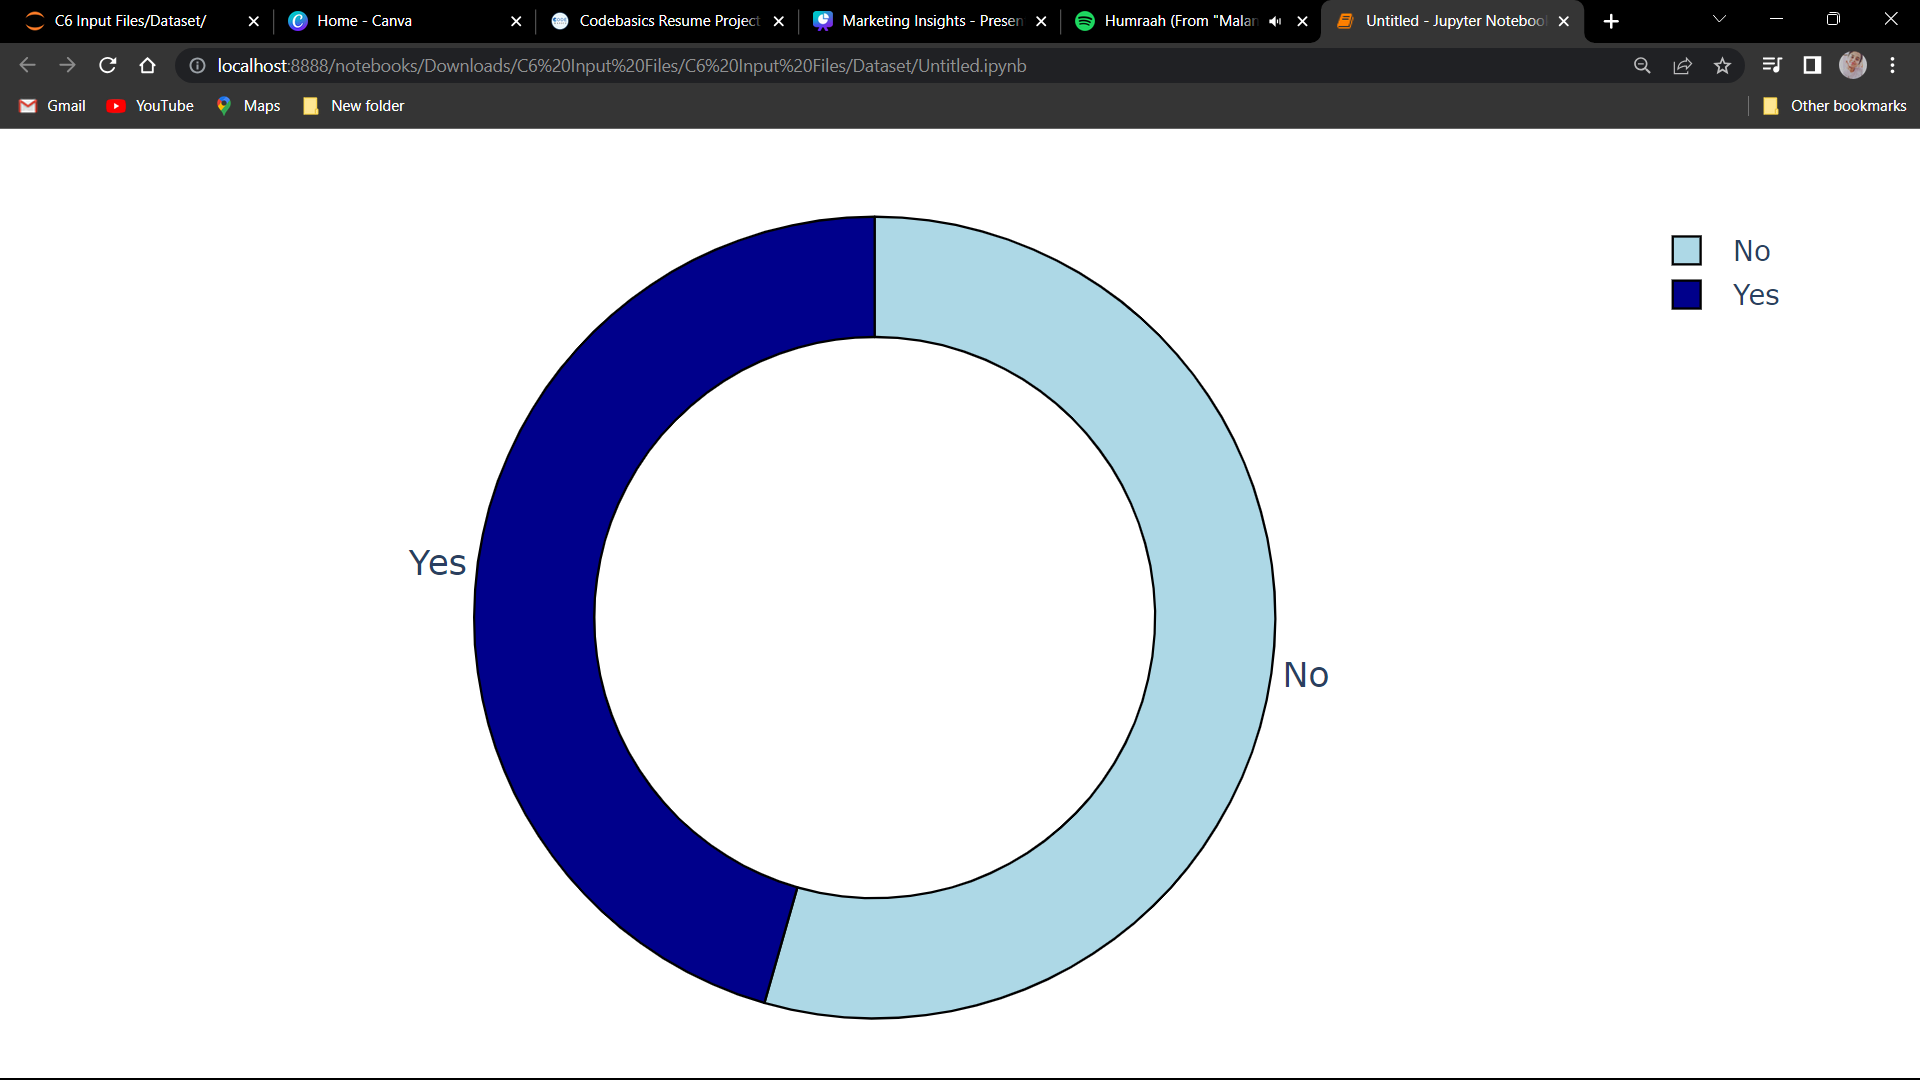 C6 Input Files/Dataset/
Home - Canva
Codebasics Resume Project
Marketing Insights - Presen
Humraah (From "Malan
Untitled - Jupyter Notebook
localhost:8888/notebooks/Downloads/C6%20Input%20Files/C6%20Input%20Files/Dataset/Untitled.ipynb
Gmail
YouTube
Maps
New folder
Other bookmarks
No
Yes
Yes
No